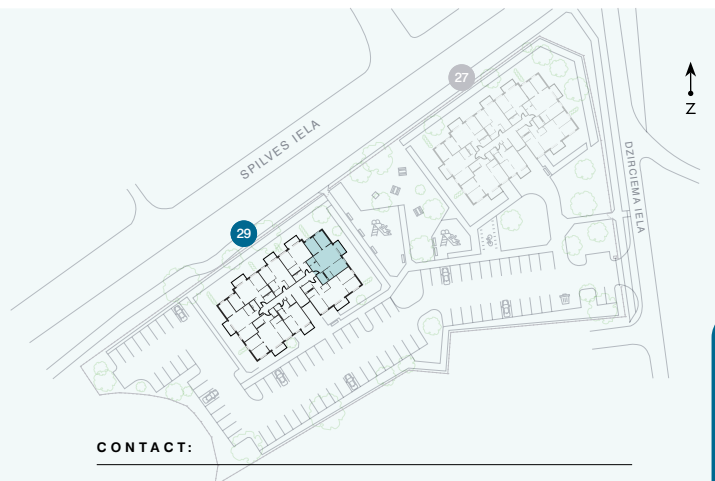 27
Z
SPILVES IELA
DZIRCIEMA IELA
29
CONTACT: